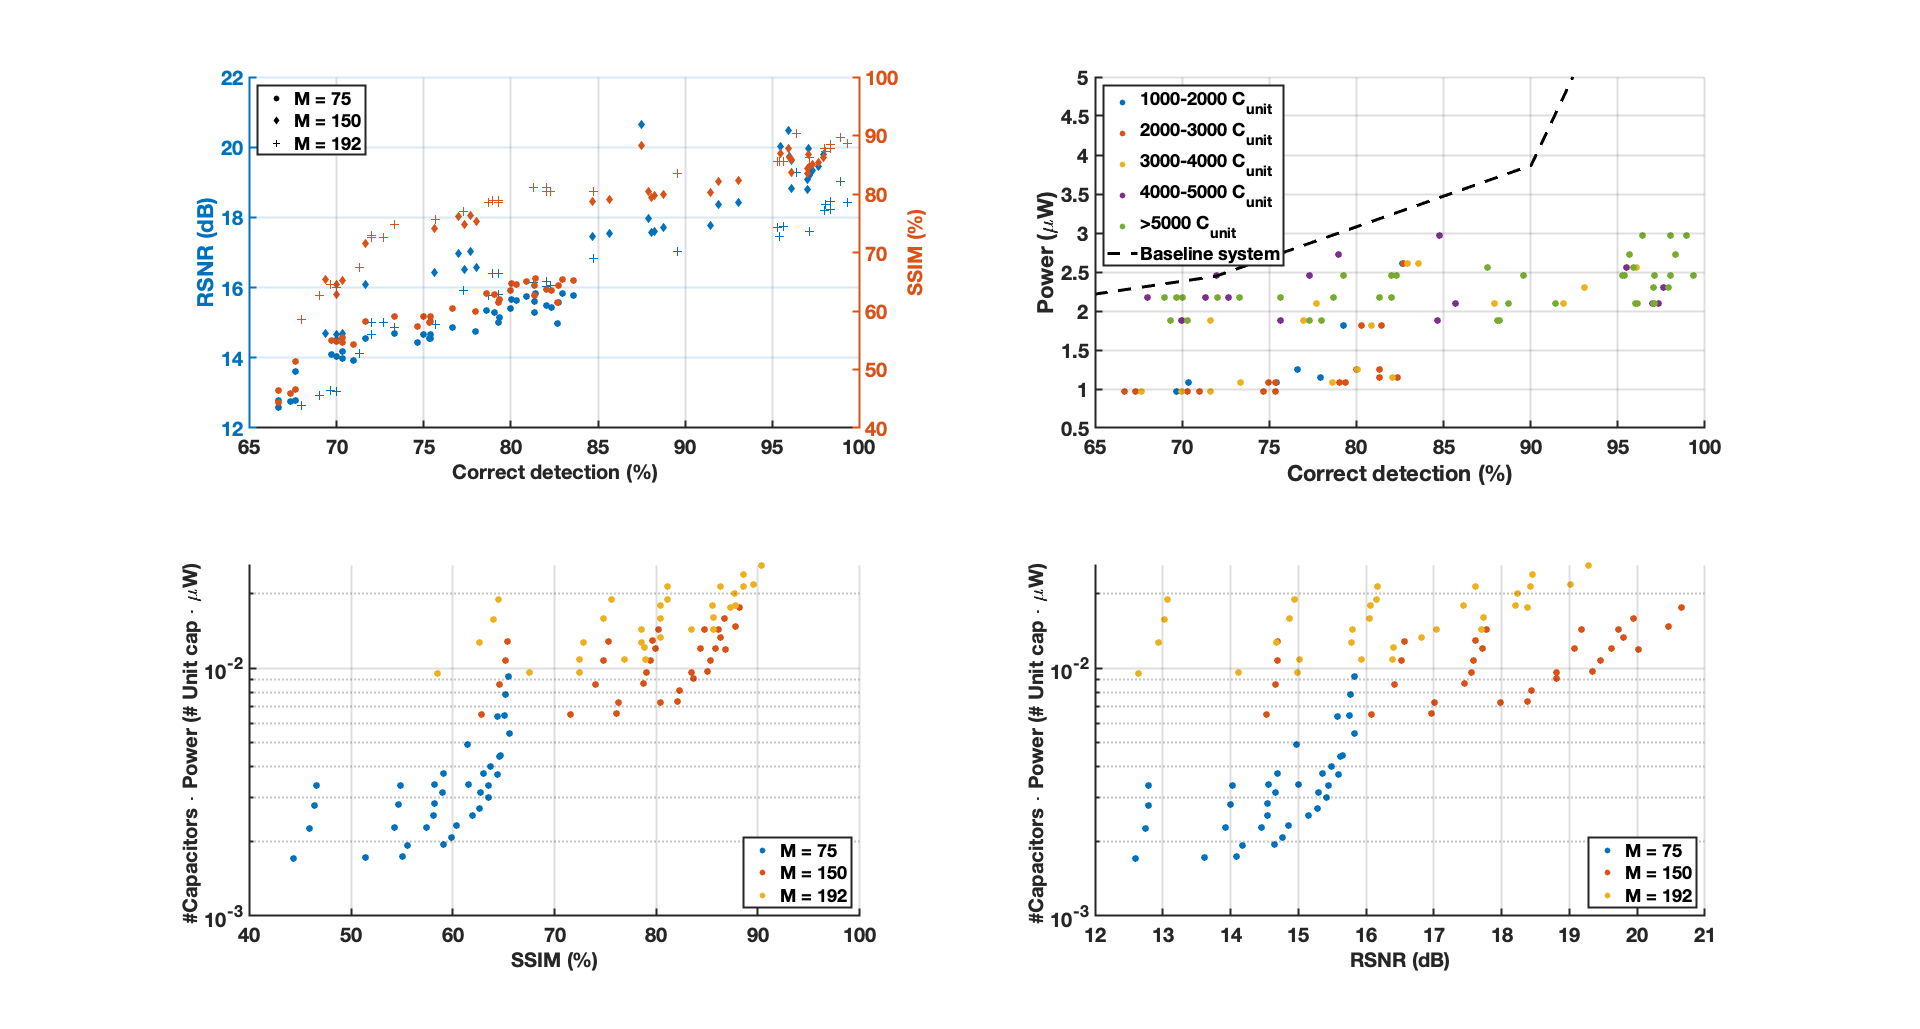 22
20
18
16
14
12
RSNR (dB)
M = 75
M = 150
M = 192
100
90
80
70
60
50
40
SSIM (%)
65 70 75 80 85 90 95 100
Correct detection (%)
5
4.5
4
3.5
3
2.5
2
1.5
1
0.5
Power (μW)
1000-2000 Cunit
2000-3000 Cunit
3000-4000 Cunit
4000-5000 Cunit
>5000 Cunit
Baseline system
65 70 75 80 85 90 95 100
Correct detection (%)
#Capacitors · Power (# Unit cap · μW)
10-2
10-3
M = 75
M = 150
M = 192
40 50 60 70 80 90 100
SSIM (%)
#Capacitors · Power (# Unit cap · μW)
10-2
10-3
M = 75
M = 150
M = 192
12 13 14 15 16 17 18 19 20 21
RSNR (dB)